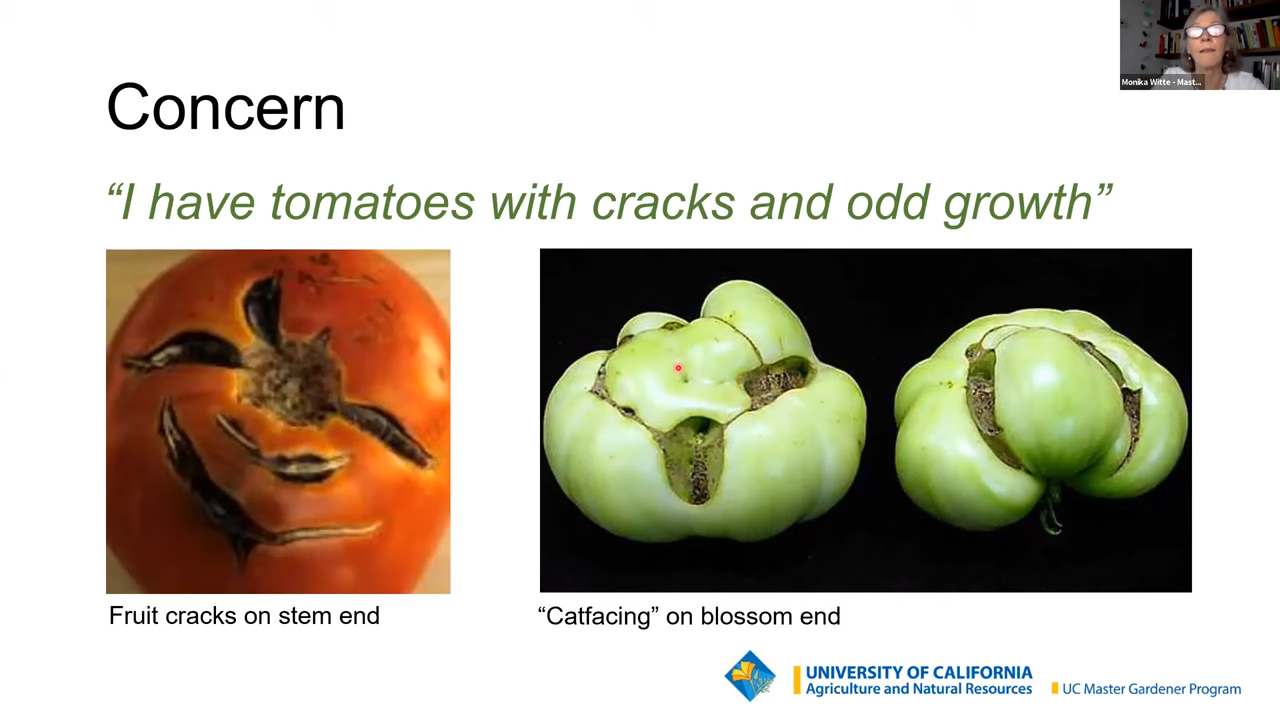 Monika Witte - Mast...
Concern
“I have tomatoes with cracks and odd growth”
Fruit cracks on stem end
“Catfacing” on blossom end
UNIVERSITY OF CALIFORNIA
Agriculture and Natural Resources
UC Master Gardener Program